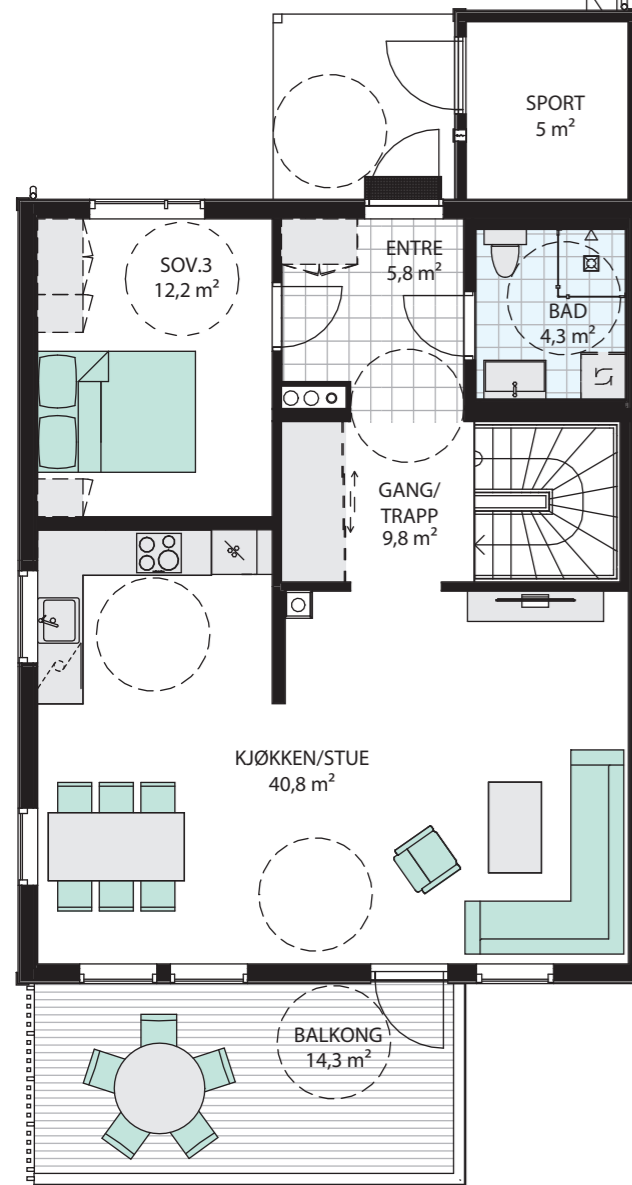 SPORT
5 m²
ENTRE
5,8 m²
SOV.3
12,2 m²
BAD
4,3 m²
GANG/
TRAPP
9,8 m²
KJØKKEN/STUE
40,8 m²
BALKONG
14,3 m²